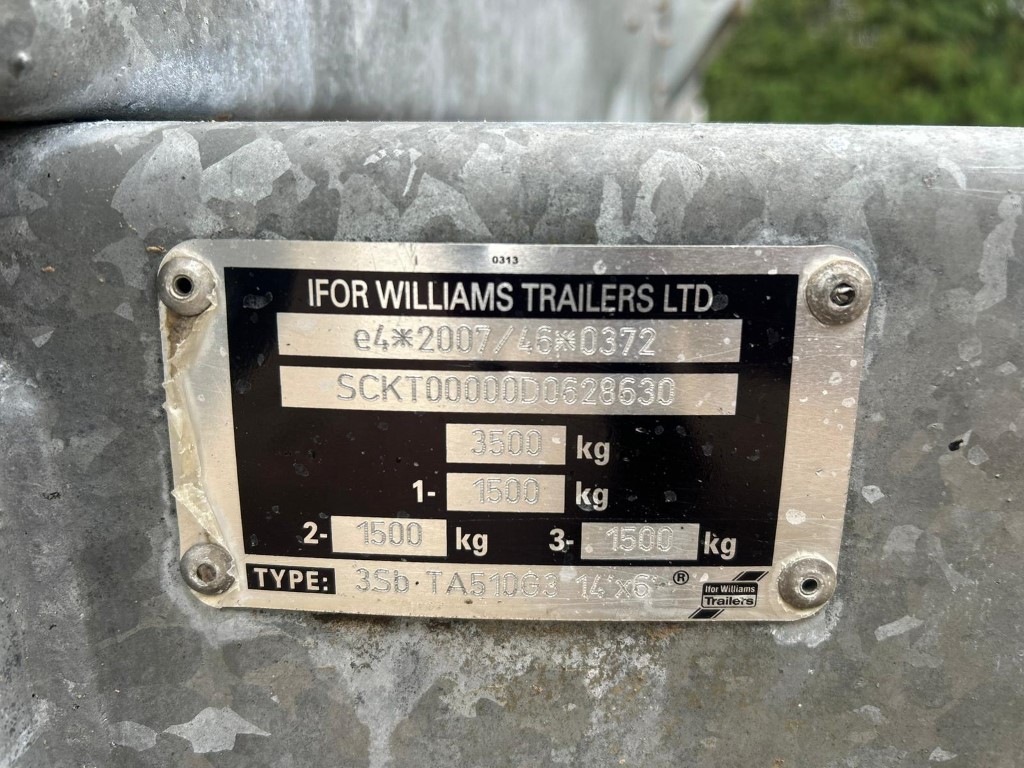 0313
IFOR WILLIAMS TRAILERS LTD
e4*2007/46*0372
SCKT00000D0628630
3500 kg
1- 1500 kg
2- 1500 kg 3- 1500 kg
TYPE: 3Sb TA510G3 14'x6' ®
Ifor Williams
Trailers